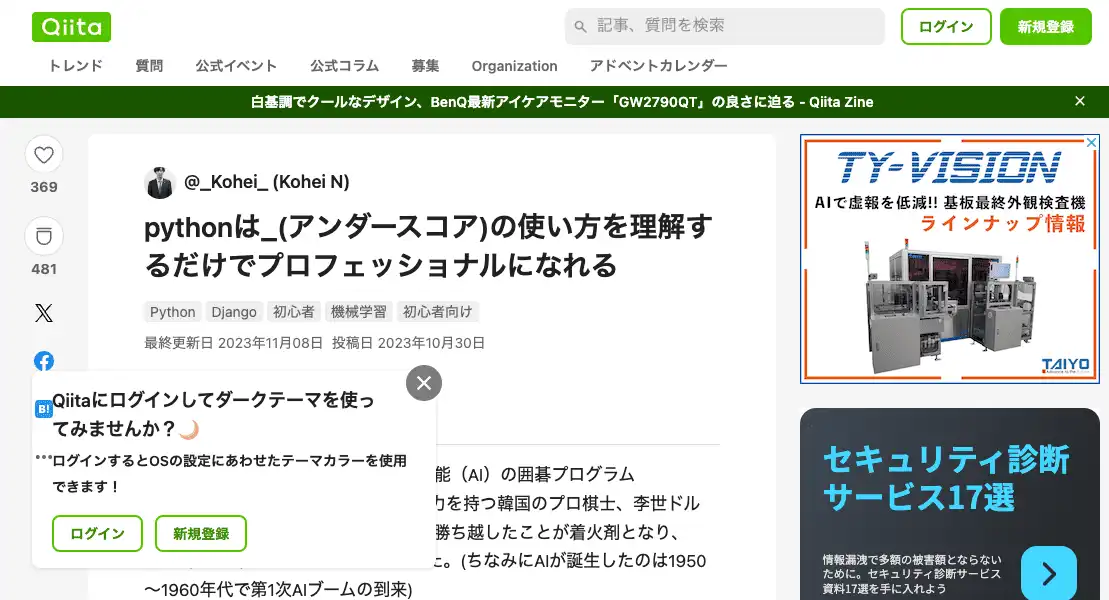 Qiita
記事、質問を検索
ログイン
新規登録
トレンド 質問 公式イベント 公式コラム 募集 Organization アドベントカレンダー
白基調でクールなデザイン、BenQ最新アイケアモニター「GW2790QT」の良さに迫る - Qiita Zine
369
481
@_Kohei_ (Kohei N)
pythonは_(アンダースコア)の使い方を理解す
るだけでプロフェッショナルになれる
Python Django 初心者 機械学習 初心者向け
最終更新日 2023年11月08日 投稿日 2023年10月30日
B!
Qiitaにログインしてダークテーマを使っ
てみませんか？🌙
ログインするとOSの設定にあわせたテーマカラーを使用
できます！
ログイン
新規登録
能（AI）の囲碁プログラム
力を持つ韓国のプロ棋士、李世ドル
勝ち越したことが着火剤となり、
た。(ちなみにAIが誕生したのは1950
〜1960年代で第1次AIブームの到来)
TY-VISION
AIで虚報を低減!! 基板最終外観検査機
ラインナップ情報
TAIYO
セキュリティ診断
サービス17選
情報漏洩で多額の被害額とならない
ために。セキュリティ診断サービス
資料17選を手に入れよう